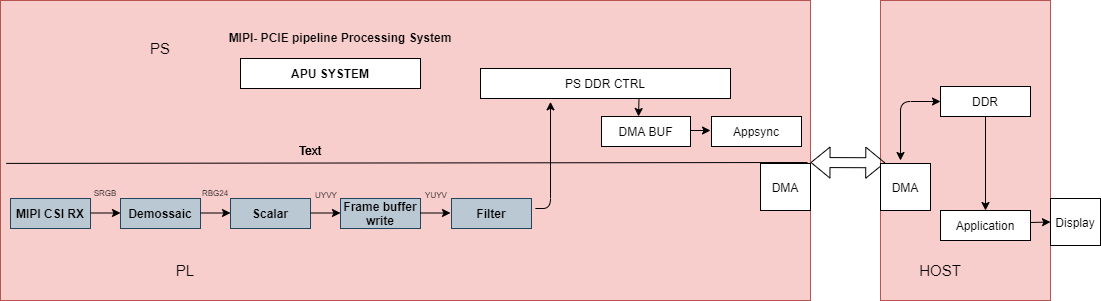 MIPI- PCIE pipeline Processing System
PS
APU SYSTEM
PS DDR CTRL
DDR
DMA BUF
Appsync
Text
DMA
DMA
SRGB
RBG24
UYVY
YUYV
MIPI CSI RX
Demossaic
Scalar
Frame buffer
write
Filter
Application
Display
PL
HOST